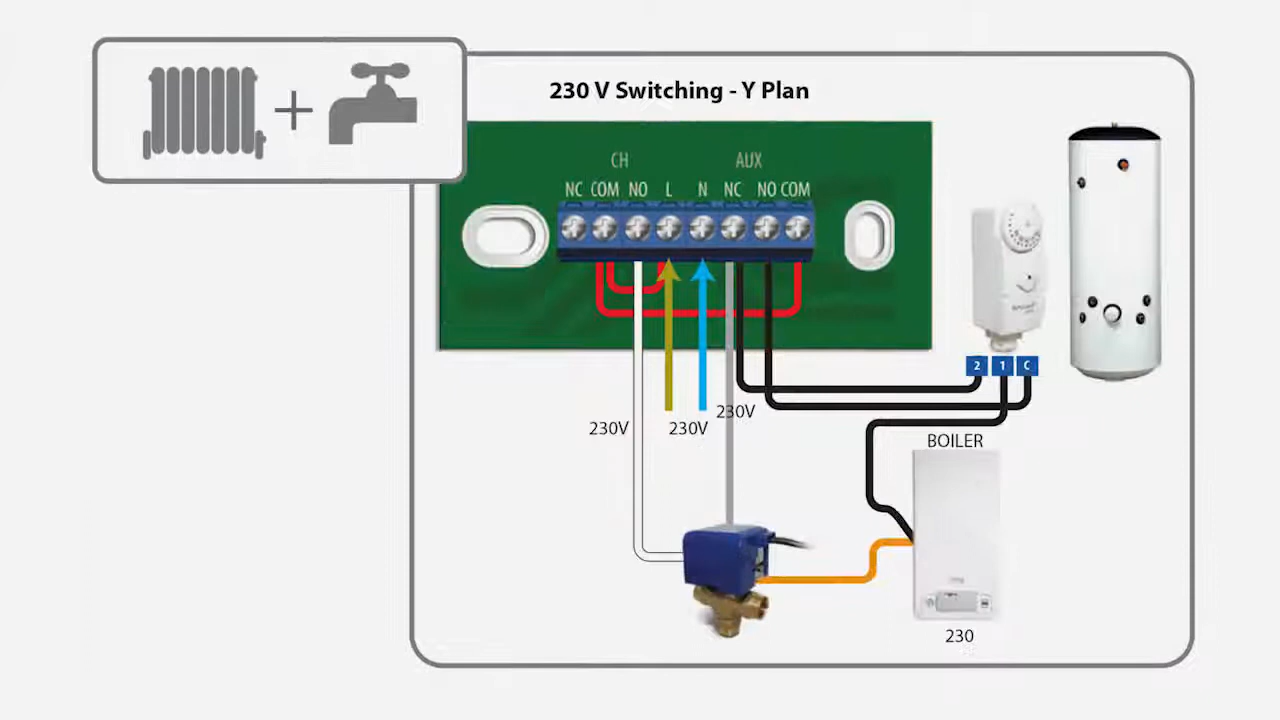 230 V Switching - Y Plan
CH AUX
NC COM NO L N NC NO COM
2 1 C
230V 230V 230V
BOILER
230